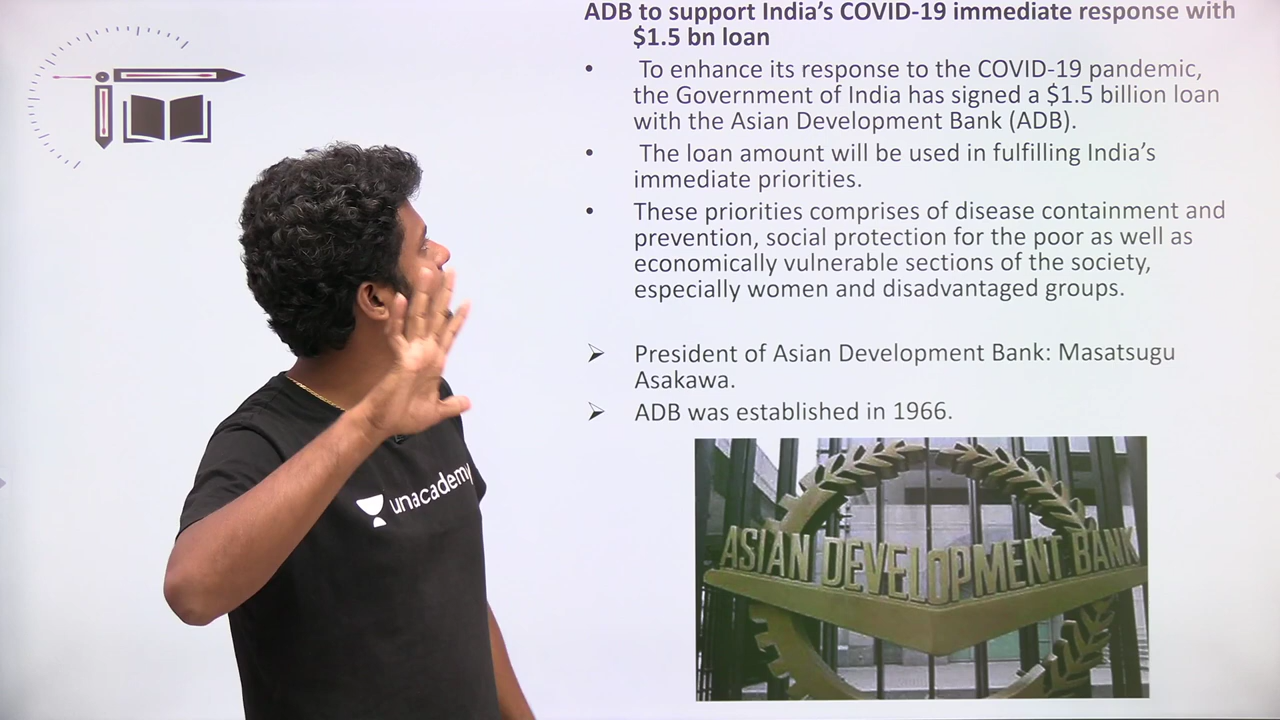 ADB to support India's COVID-19 immediate response with
$1.5 bn loan
• To enhance its response to the COVID-19 pandemic,
the Government of India has signed a $1.5 billion loan
with the Asian Development Bank (ADB).
• The loan amount will be used in fulfilling India's
immediate priorities.
• These priorities comprises of disease containment and
prevention, social protection for the poor as well as
economically vulnerable sections of the society,
especially women and disadvantaged groups.
➢ President of Asian Development Bank: Masatsugu
Asakawa.
➢ ADB was established in 1966.
unacademy
ASIAN DEVELOPMENT BANK